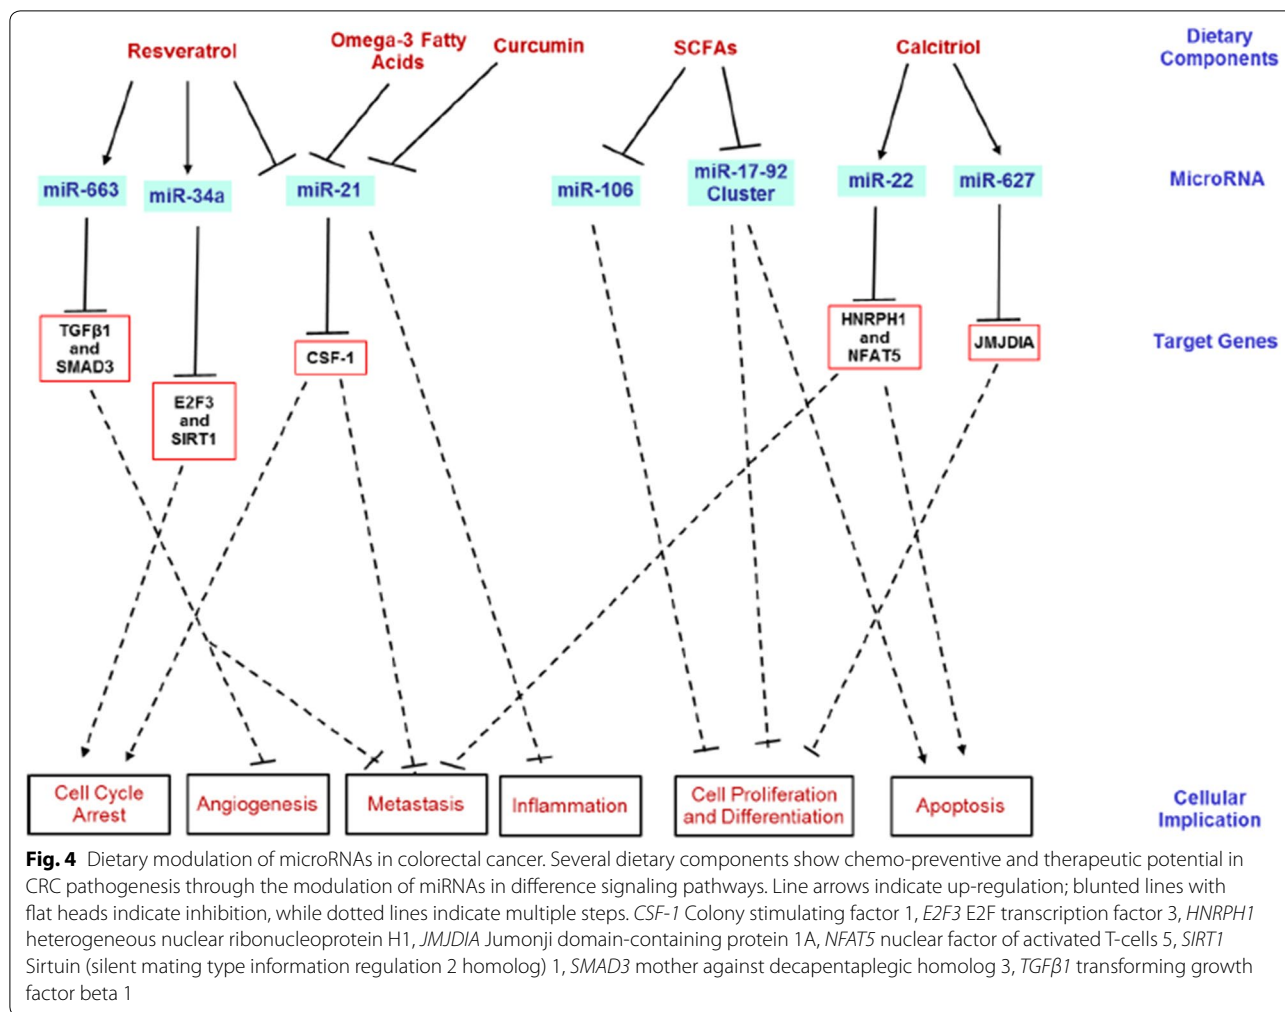 Resveratrol
Omega-3 Fatty
Acids
Curcumin
SCFAs
Calcitriol
Dietary
Components
miR-663
miR-34a
miR-21
miR-106
miR-17-92
Cluster
miR-22
miR-627
MicroRNA
TGFβ1
and
SMAD3
E2F3
and
SIRT1
CSF-1
HNRPH1
and
NFAT5
JMJDIA
Target Genes
Cell Cycle
Arrest
Angiogenesis
Metastasis
Inflammation
Cell Proliferation
and Differentiation
Apoptosis
Cellular
Implication
Fig. 4 Dietary modulation of microRNAs in colorectal cancer. Several dietary components show chemo-preventive and therapeutic potential in
CRC pathogenesis through the modulation of miRNAs in difference signaling pathways. Line arrows indicate up-regulation; blunted lines with
flat heads indicate inhibition, while dotted lines indicate multiple steps. CSF-1 Colony stimulating factor 1, E2F3 E2F transcription factor 3, HNRPH1
heterogeneous nuclear ribonucleoprotein H1, JMJDIA Jumonji domain-containing protein 1A, NFAT5 nuclear factor of activated T-cells 5, SIRT1
Sirtuin (silent mating type information regulation 2 homolog) 1, SMAD3 mother against decapentaplegic homolog 3, TGFβ1 transforming growth
factor beta 1